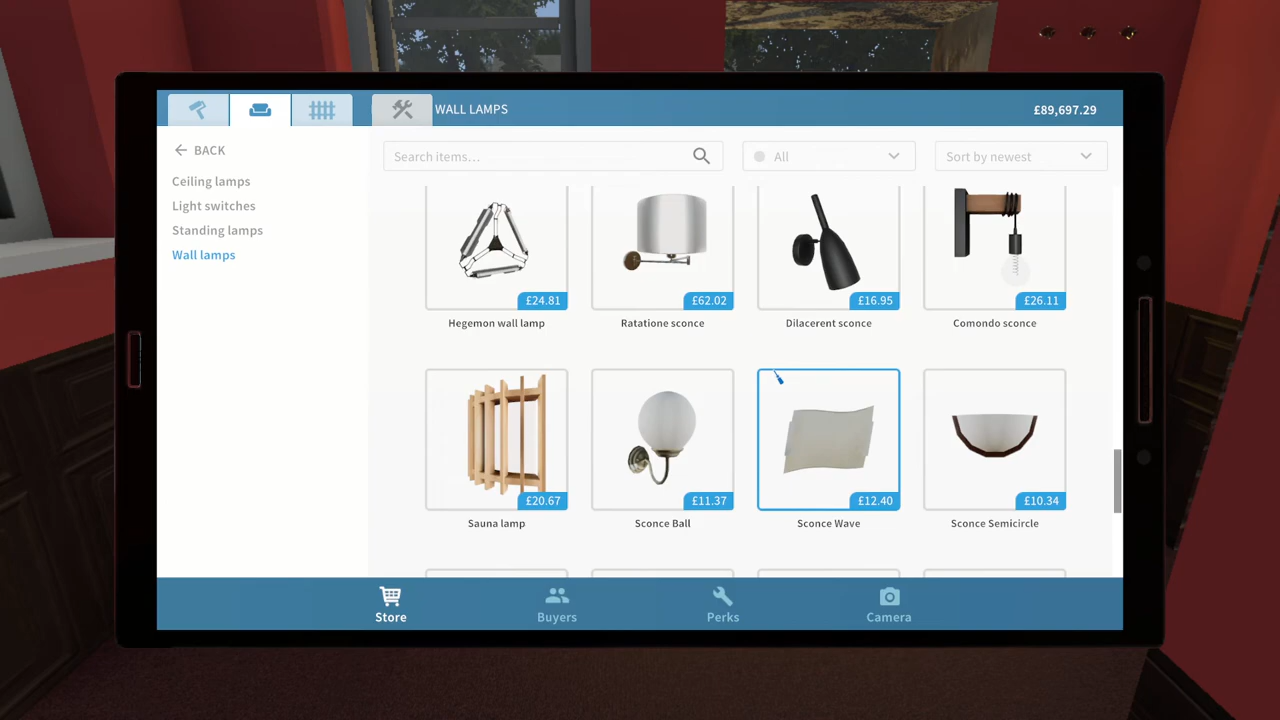 WALL LAMPS
£89,697.29
BACK
Search items...
All
Sort by newest
Ceiling lamps
Light switches
Standing lamps
Wall lamps
£24.81
£62.02
£16.95
£26.11
Hegemon wall lamp
Ratatione sconce
Dilacerent sconce
Comondo sconce
£20.67
£11.37
£12.40
£10.34
Sauna lamp
Sconce Ball
Sconce Wave
Sconce Semicircle
Store
Buyers
Perks
Camera